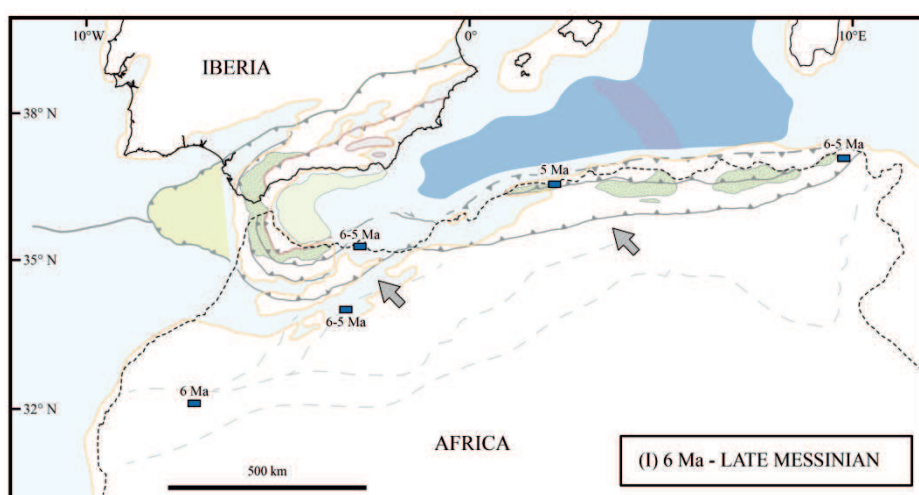 10°W
0°
10°E
IBERIA
38° N
6-5 Ma
5 Ma
6-5 Ma
35°N
6-5 Ma
6 Ma
32°N
AFRICA
500 km
(I) 6 Ma - LATE MESSINIAN